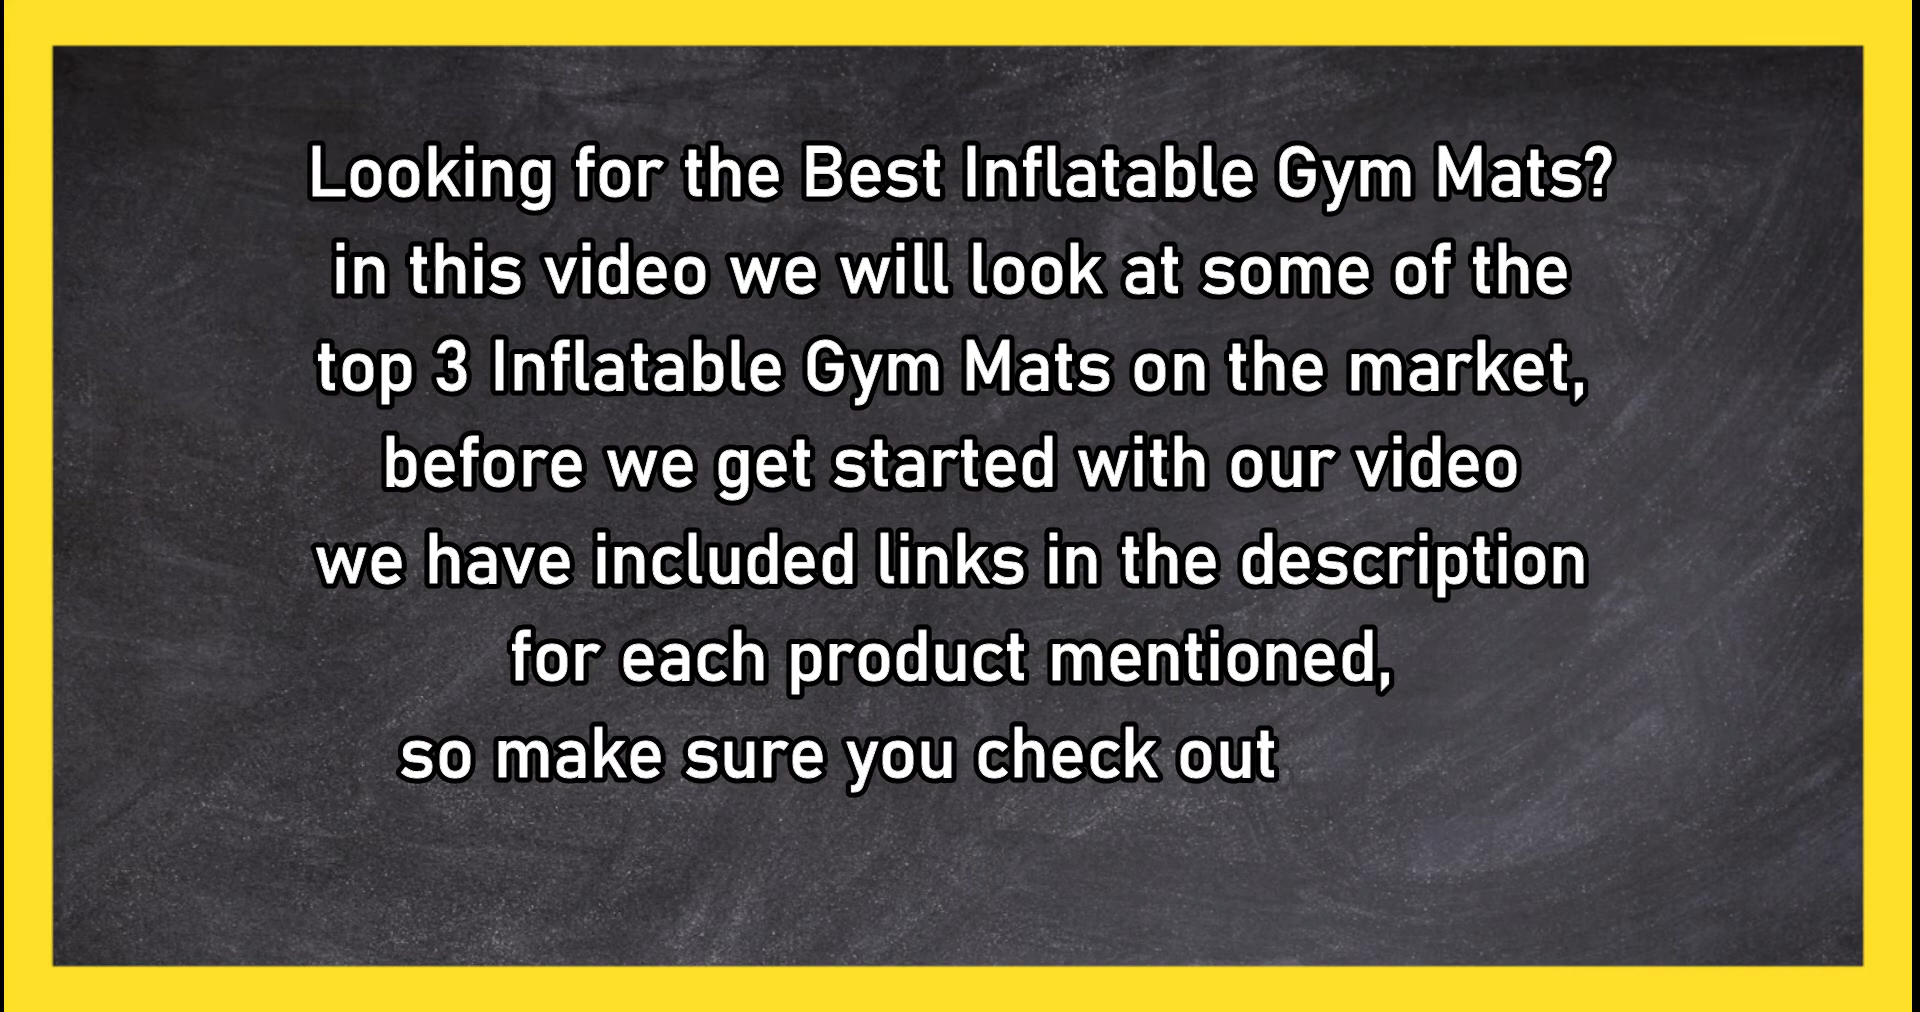 Looking for the Best Inflatable Gym Mats?
in this video we will look at some of the
top 3 Inflatable Gym Mats on the market,
before we get started with our video
we have included links in the description
for each product mentioned,
so make sure you check out